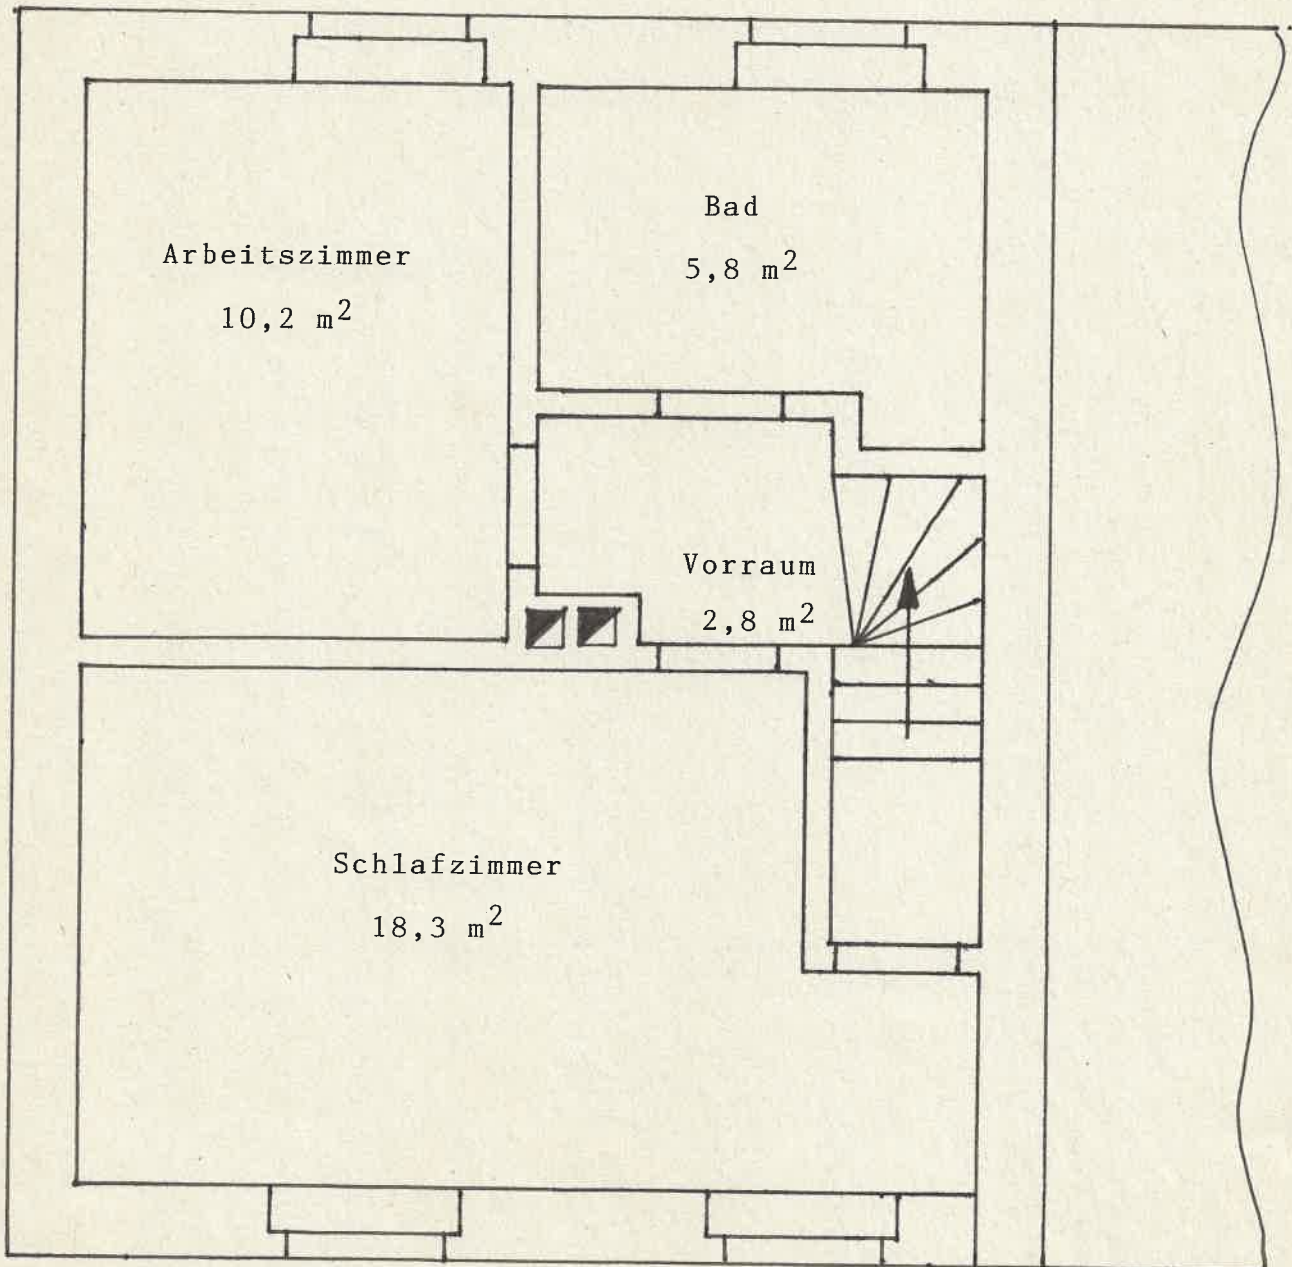 Arbeitszimmer
10,2 m²
Bad
5,8 m²
Vorraum
2,8 m²
Schlafzimmer
18,3 m²